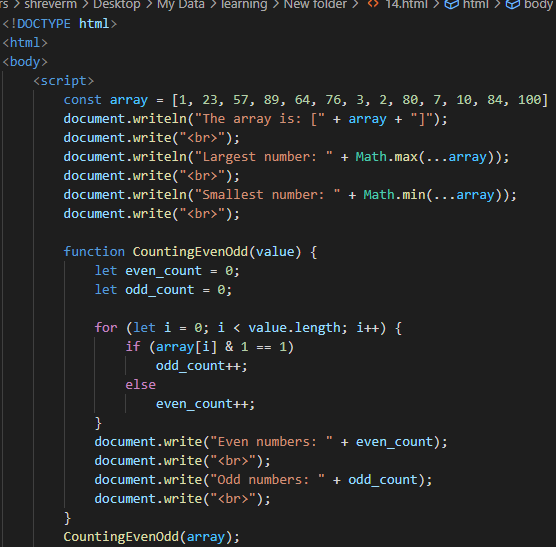 rs > shreverm > Desktop > My Data > learning > New folder > <> 14.html > html > body
<!DOCTYPE html>
<html>
<body>
    <script>
        const array = [1, 23, 57, 89, 64, 76, 3, 2, 80, 7, 10, 84, 100]
        document.writeln("The array is: [" + array + "]");
        document.write("<br>");
        document.writeln("Largest number: " + Math.max(...array));
        document.write("<br>");
        document.writeln("Smallest number: " + Math.min(...array));
        document.write("<br>");

        function CountingEvenOdd(value) {
            let even_count = 0;
            let odd_count = 0;

            for (let i = 0; i < value.length; i++) {
                if (array[i] & 1 == 1)
                    odd_count++;
                else
                    even_count++;
            }
            document.write("Even numbers: " + even_count);
            document.write("<br>");
            document.write("Odd numbers: " + odd_count);
            document.write("<br>");
        }
        CountingEvenOdd(array);